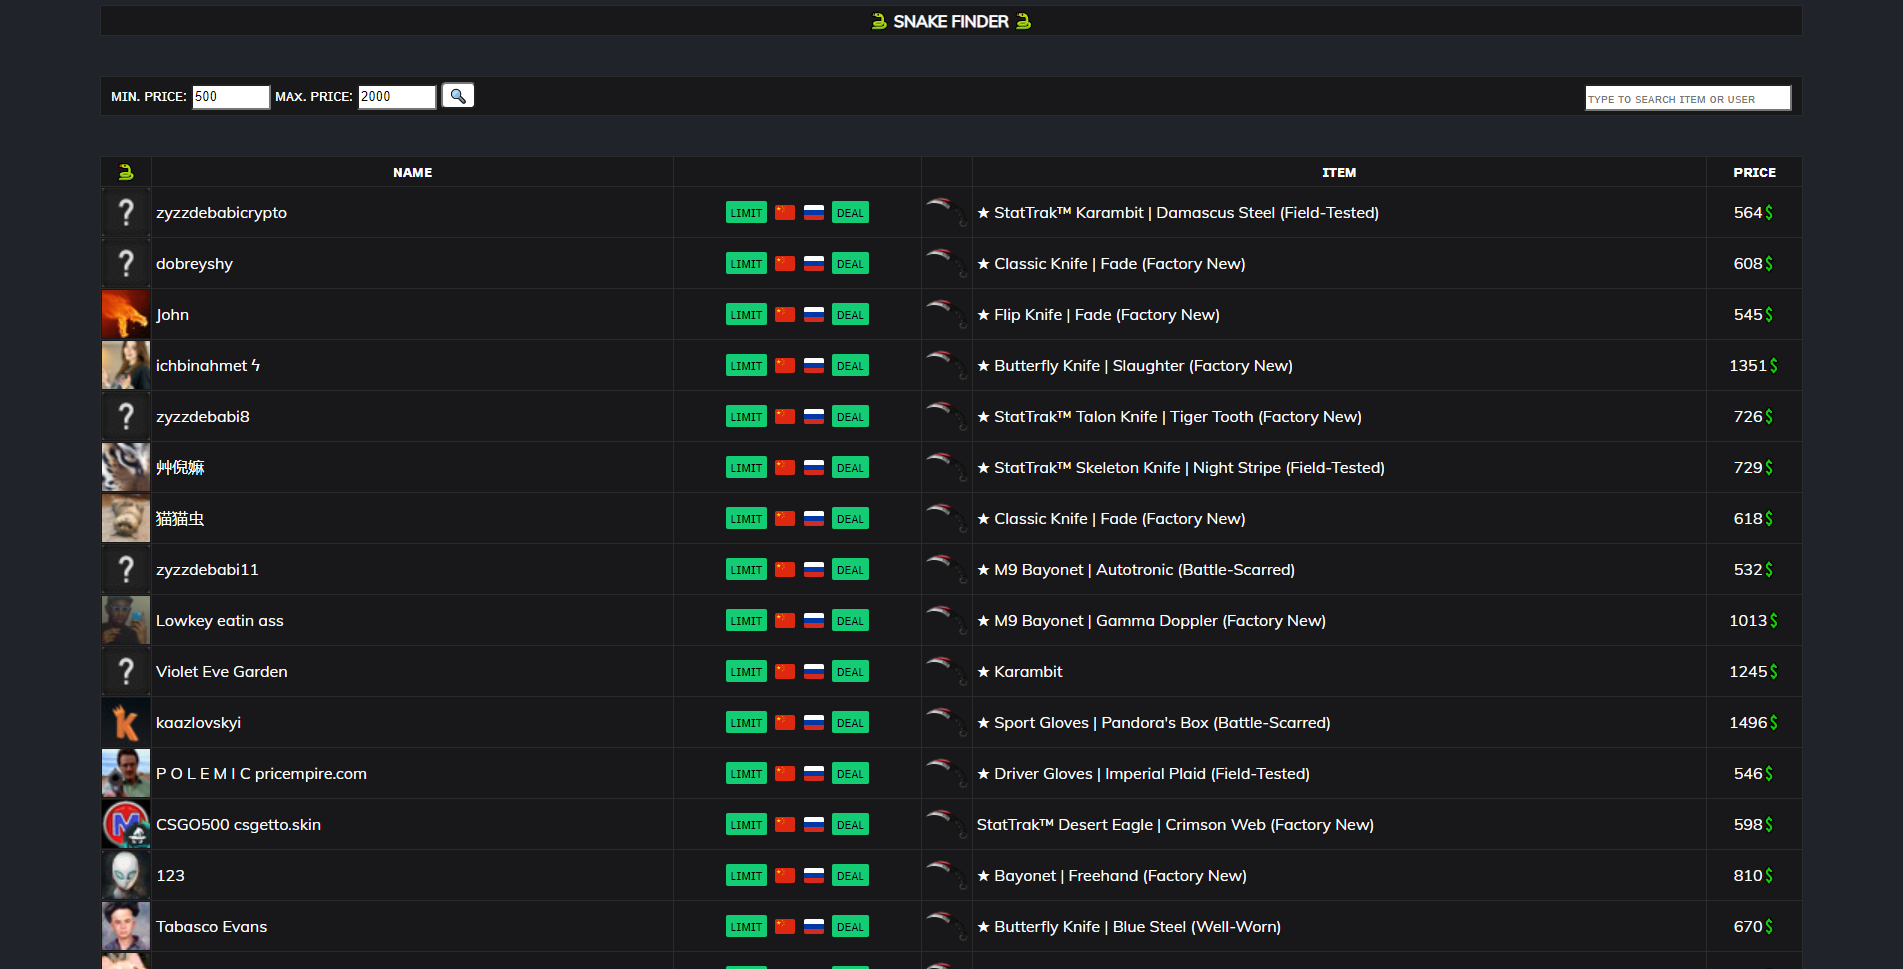 SNAKE FINDER
MIN. PRICE: 500 MAX. PRICE: 2000 TYPE TO SEARCH ITEM OR USER
NAME ITEM PRICE
zyzzdebabicrypto LIMIT DEAL ★ StatTrak™ Karambit | Damascus Steel (Field-Tested) 564$
dobreyshy LIMIT DEAL ★ Classic Knife | Fade (Factory New) 608$
John LIMIT DEAL ★ Flip Knife | Fade (Factory New) 545$
ichbinahmet ϟ LIMIT DEAL ★ Butterfly Knife | Slaughter (Factory New) 1351$
zyzzdebabi8 LIMIT DEAL ★ StatTrak™ Talon Knife | Tiger Tooth (Factory New) 726$
艸倪嫲 LIMIT DEAL ★ StatTrak™ Skeleton Knife | Night Stripe (Field-Tested) 729$
猫猫虫 LIMIT DEAL ★ Classic Knife | Fade (Factory New) 618$
zyzzdebabi11 LIMIT DEAL ★ M9 Bayonet | Autotronic (Battle-Scarred) 532$
Lowkey eatin ass LIMIT DEAL ★ M9 Bayonet | Gamma Doppler (Factory New) 1013$
Violet Eve Garden LIMIT DEAL ★ Karambit 1245$
kaazlovskyi LIMIT DEAL ★ Sport Gloves | Pandora's Box (Battle-Scarred) 1496$
P O L E M I C pricempire.com LIMIT DEAL ★ Driver Gloves | Imperial Plaid (Field-Tested) 546$
CSGO500 csgetto.skin LIMIT DEAL StatTrak™ Desert Eagle | Crimson Web (Factory New) 598$
123 LIMIT DEAL ★ Bayonet | Freehand (Factory New) 810$
Tabasco Evans LIMIT DEAL ★ Butterfly Knife | Blue Steel (Well-Worn) 670$